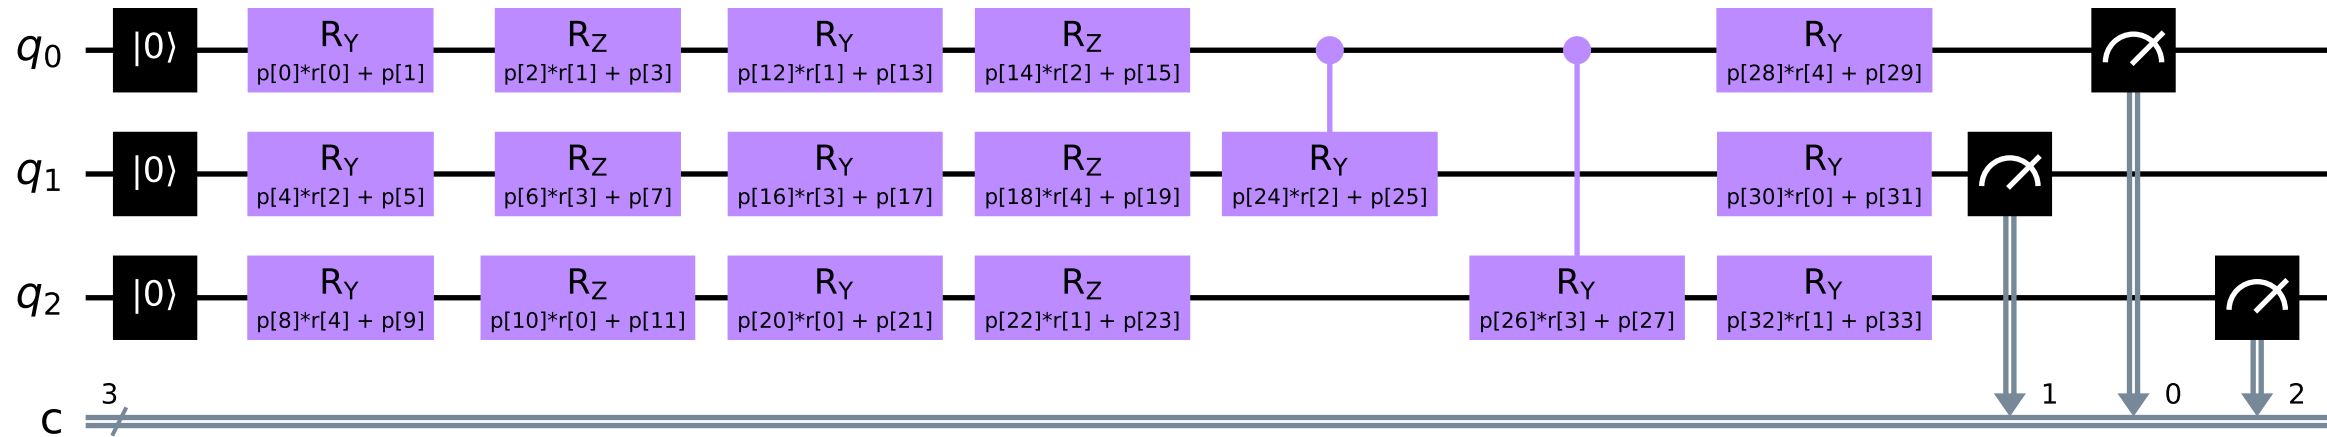 q0 |0⟩ RY RZ RY RZ RY
p[0]*r[0] + p[1] p[2]*r[1] + p[3] p[12]*r[1] + p[13] p[14]*r[2] + p[15] p[28]*r[4] + p[29]
q1 |0⟩ RY RZ RY RZ RY RY
p[4]*r[2] + p[5] p[6]*r[3] + p[7] p[16]*r[3] + p[17] p[18]*r[4] + p[19] p[24]*r[2] + p[25] p[30]*r[0] + p[31]
q2 |0⟩ RY RZ RY RZ RY RY
p[8]*r[4] + p[9] p[10]*r[0] + p[11] p[20]*r[0] + p[21] p[22]*r[1] + p[23] p[26]*r[3] + p[27] p[32]*r[1] + p[33]
3 1 0 2
c